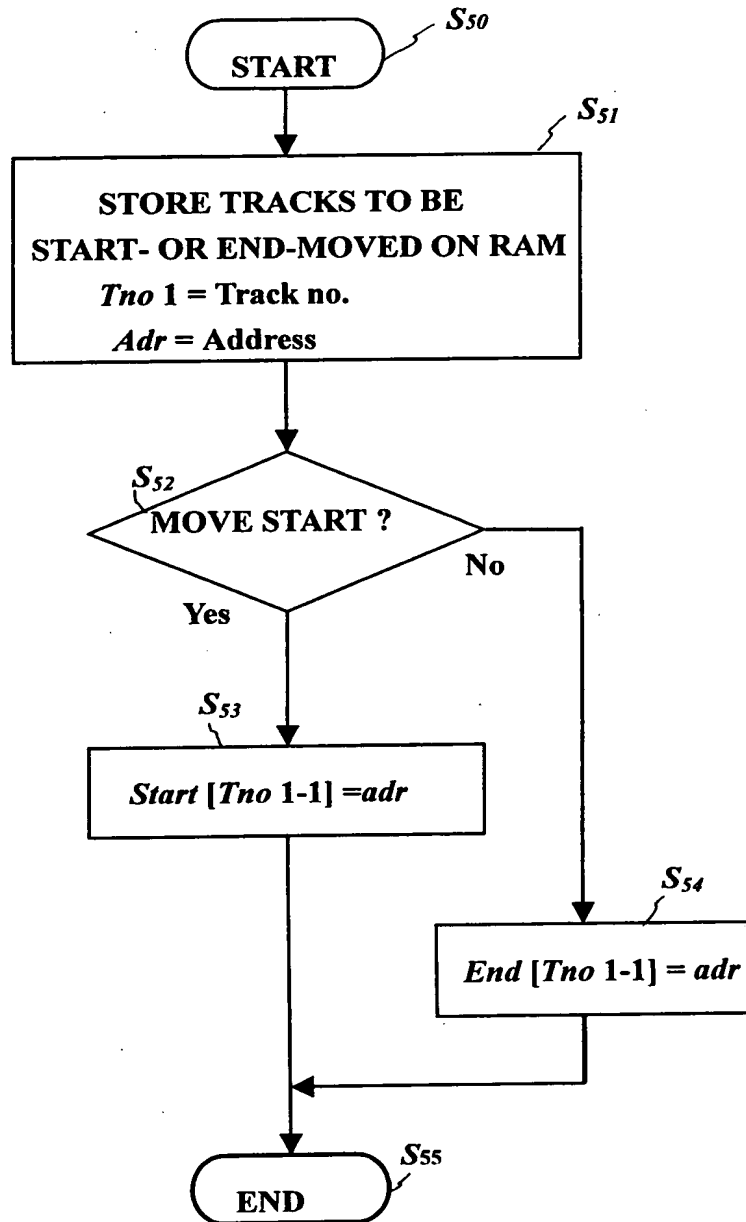 S50
START
S51
STORE TRACKS TO BE
START- OR END-MOVED ON RAM
Tno 1 = Track no.
Adr = Address
S52
MOVE START ?
No
Yes
S53
Start [Tno 1-1] =adr
S54
End [Tno 1-1] = adr
S55
END